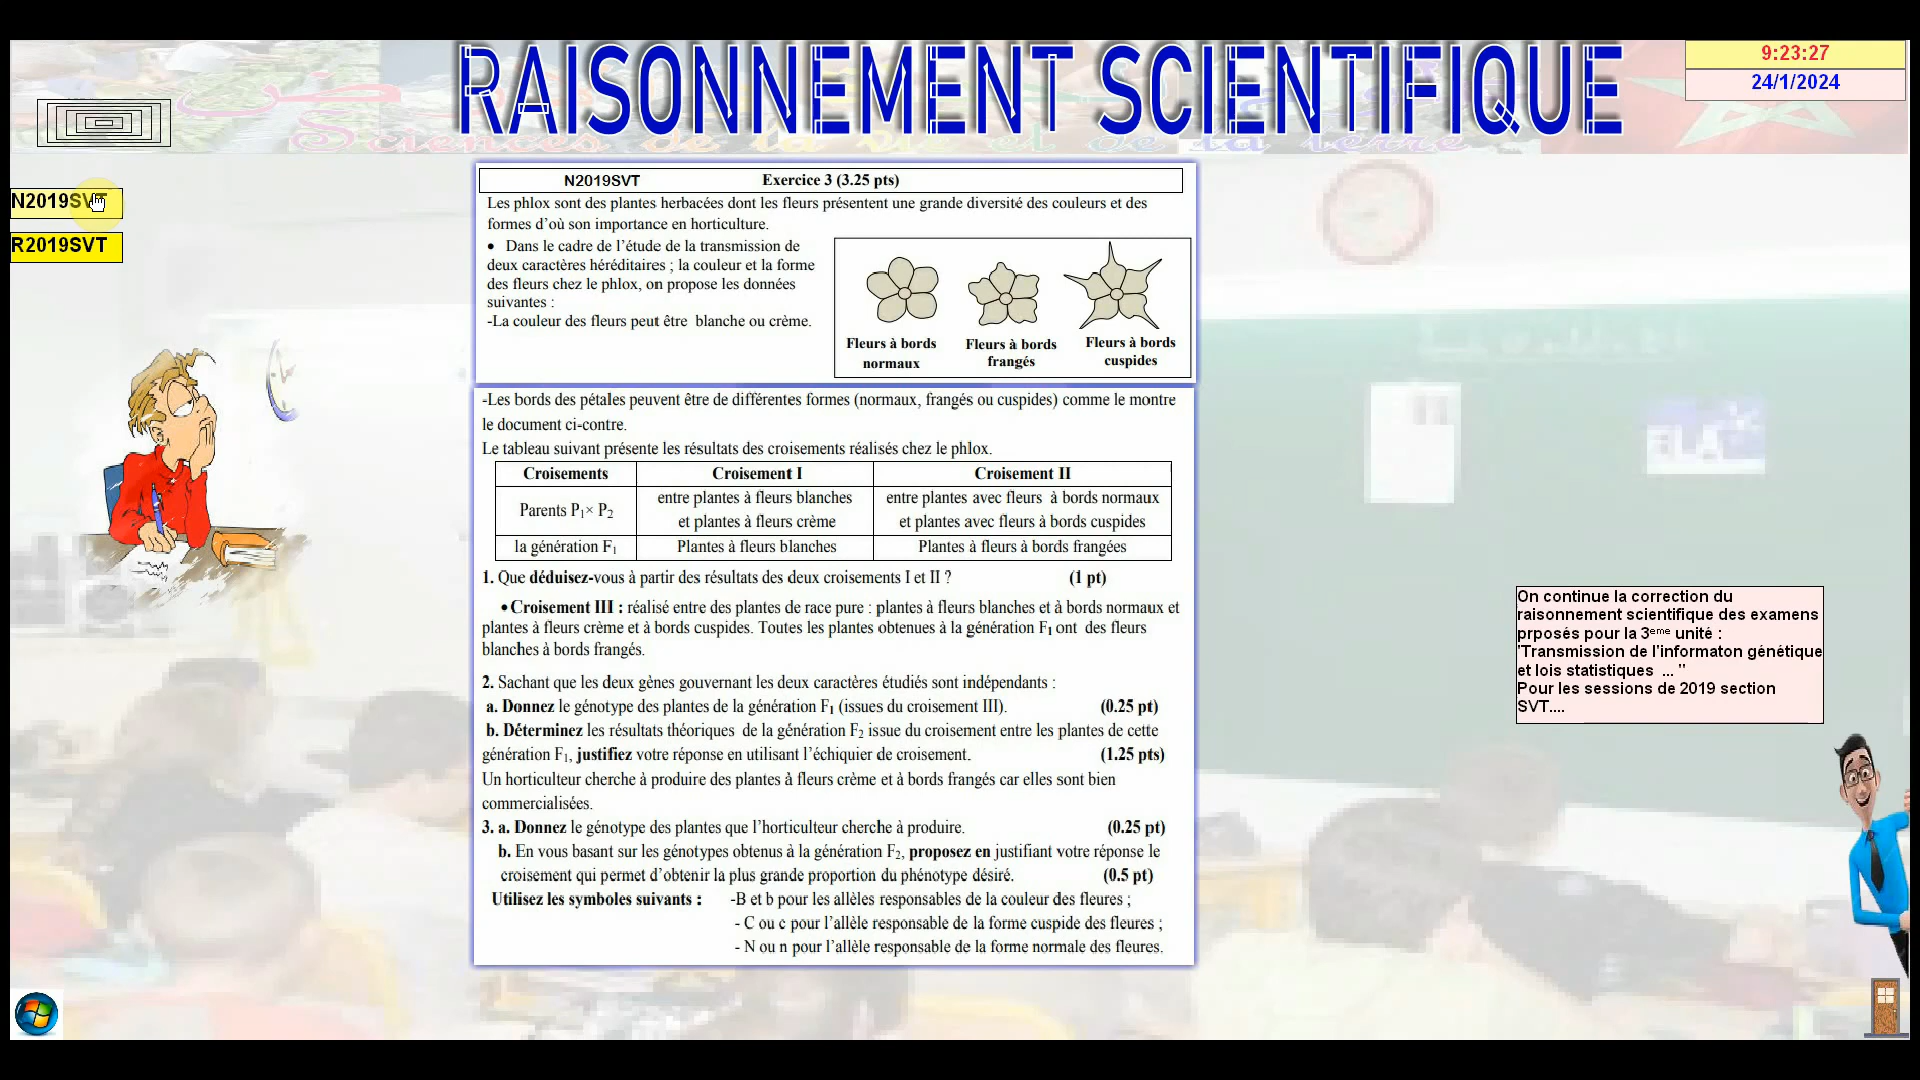 RAISONNEMENT SCIENTIFIQUE
Sciences de la vie et de la terre
9:23:27
24/1/2024
N2019SVT
R2019SVT
N2019SVT Exercice 3 (3.25 pts)
Les phlox sont des plantes herbacées dont les fleurs présentent une grande diversité des couleurs et des
formes d’où son importance en horticulture.
• Dans le cadre de l’étude de la transmission de
deux caractères héréditaires ; la couleur et la forme
des fleurs chez le phlox, on propose les données
suivantes :
-La couleur des fleurs peut être blanche ou crème.
Fleurs à bords
normaux
Fleurs à bords
frangés
Fleurs à bords
cuspides
-Les bords des pétales peuvent être de différentes formes (normaux, frangés ou cuspides) comme le montre
le document ci-contre.
Le tableau suivant présente les résultats des croisements réalisés chez le phlox.
Croisements Croisement I Croisement II
Parents P1× P2
entre plantes à fleurs blanches
et plantes à fleurs crème
entre plantes avec fleurs à bords normaux
et plantes avec fleurs à bords cuspides
la génération F1 Plantes à fleurs blanches Plantes à fleurs à bords frangées
1. Que déduisez-vous à partir des résultats des deux croisements I et II ? (1 pt)
•Croisement III : réalisé entre des plantes de race pure : plantes à fleurs blanches et à bords normaux et
plantes à fleurs crème et à bords cuspides. Toutes les plantes obtenues à la génération F1 ont des fleurs
blanches à bords frangés.
2. Sachant que les deux gènes gouvernant les deux caractères étudiés sont indépendants :
a. Donnez le génotype des plantes de la génération F1 (issues du croisement III). (0.25 pt)
b. Déterminez les résultats théoriques de la génération F2 issue du croisement entre les plantes de cette
génération F1, justifiez votre réponse en utilisant l’échiquier de croisement. (1.25 pts)
Un horticulteur cherche à produire des plantes à fleurs crème et à bords frangés car elles sont bien
commercialisées.
3. a. Donnez le génotype des plantes que l’horticulteur cherche à produire. (0.25 pt)
b. En vous basant sur les génotypes obtenus à la génération F2, proposez en justifiant votre réponse le
croisement qui permet d’obtenir la plus grande proportion du phénotype désiré. (0.5 pt)
Utilisez les symboles suivants : -B et b pour les allèles responsables de la couleur des fleures ;
- C ou c pour l’allèle responsable de la forme cuspide des fleures ;
- N ou n pour l’allèle responsable de la forme normale des fleures.
On continue la correction du
raisonnement scientifique des examens
prposés pour la 3eme unité :
'Transmission de l'informaton génétique
et lois statistiques ... "
Pour les sessions de 2019 section
SVT....